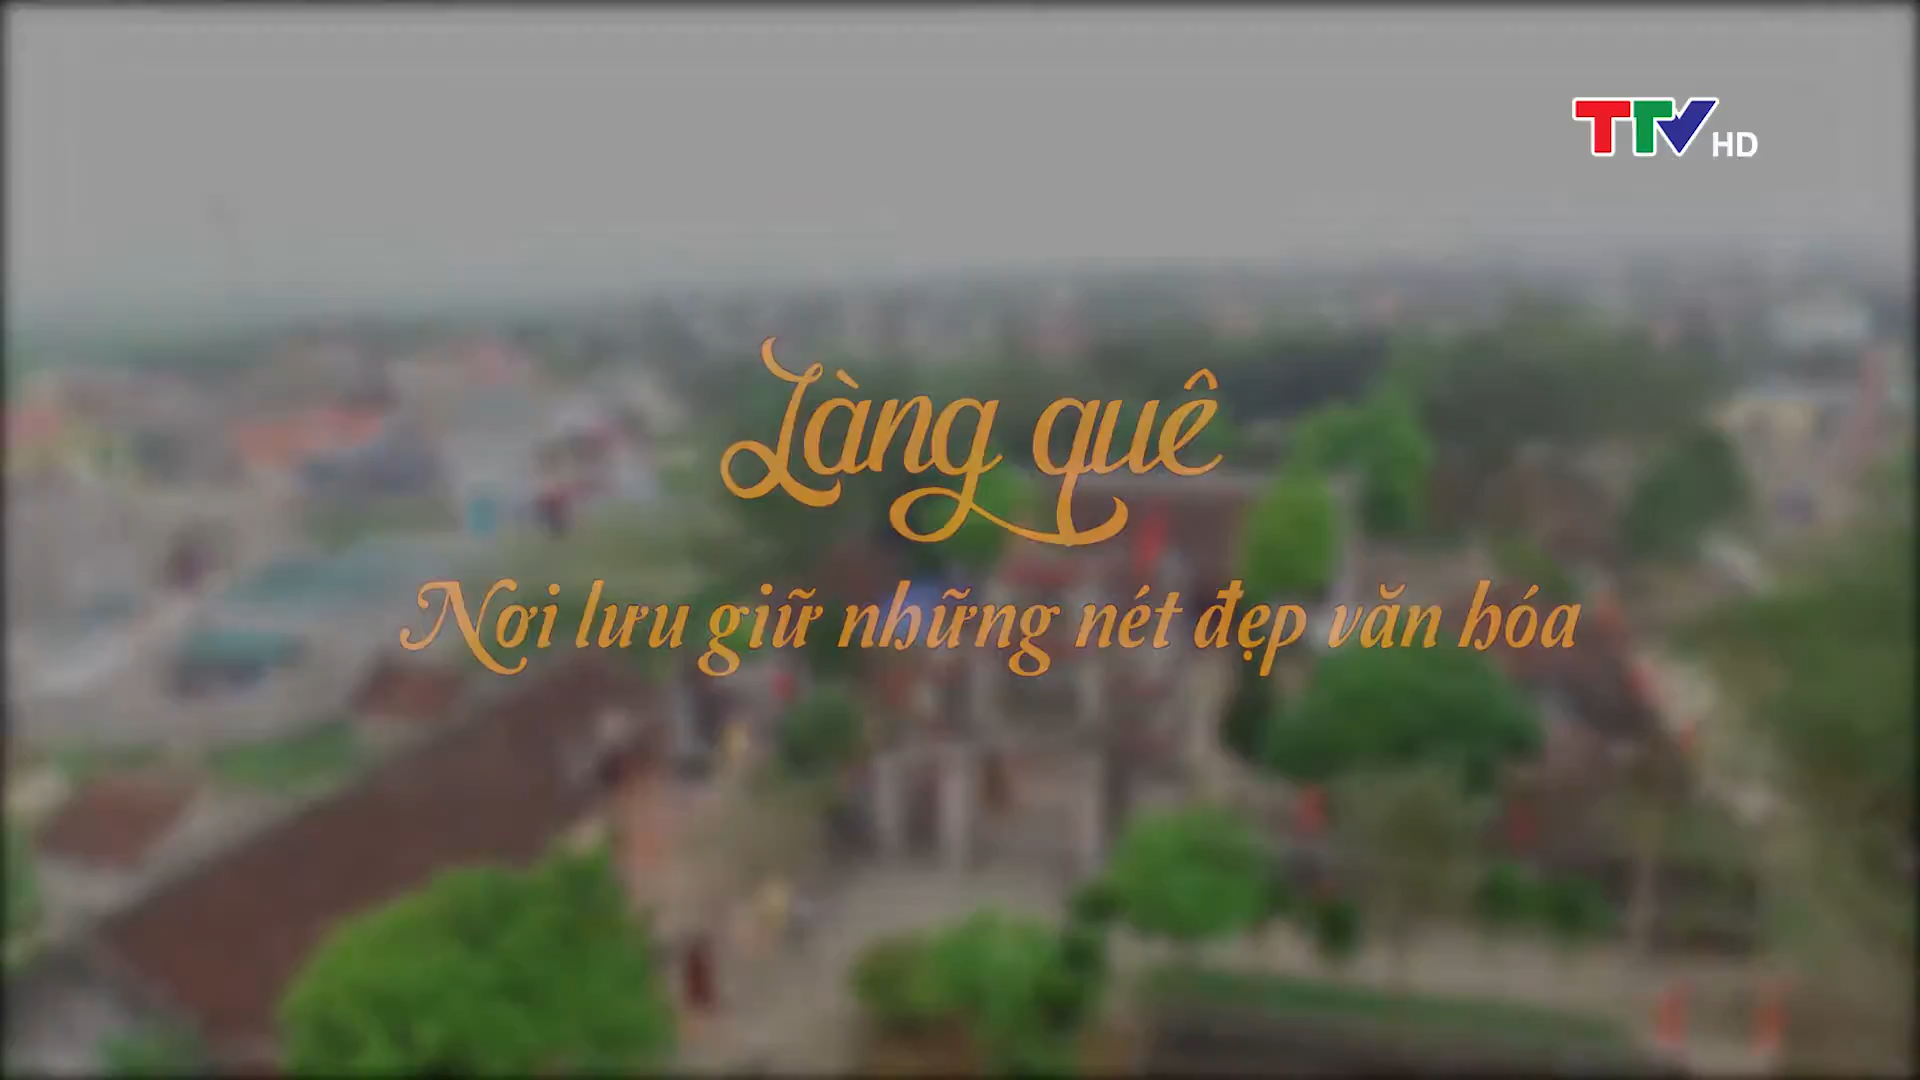 TTV HD
Làng quê
Nơi lưu giữ những nét đẹp văn hóa